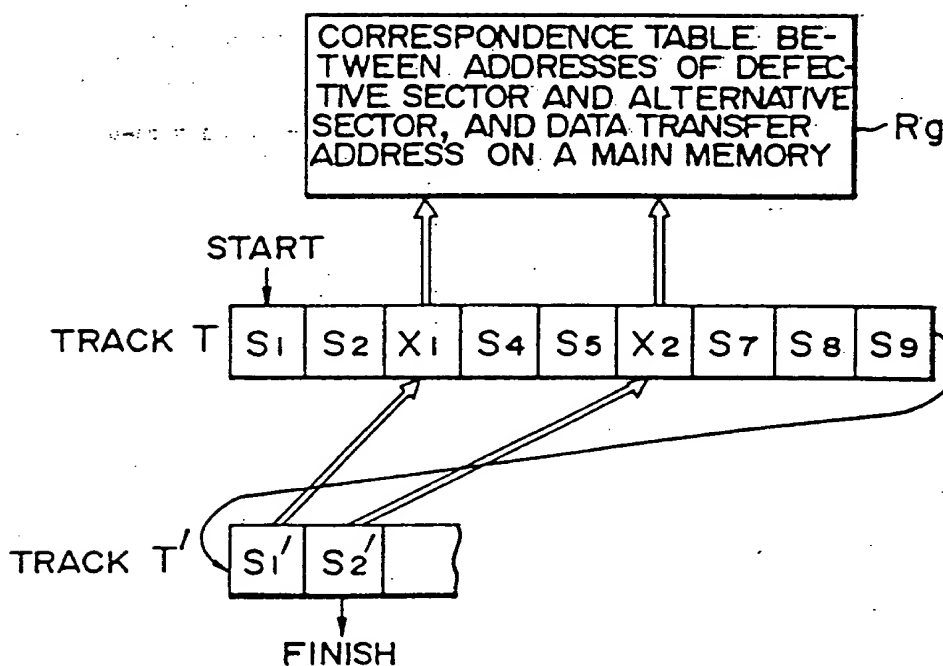 CORRESPONDENCE TABLE BE-
TWEEN ADDRESSES OF DEFEC-
TIVE SECTOR AND ALTERNATIVE
SECTOR, AND DATA TRANSFER
ADDRESS ON A MAIN MEMORY
Rg
START
TRACK T S1 S2 X1 S4 S5 X2 S7 S8 S9
TRACK T' S1' S2'
FINISH